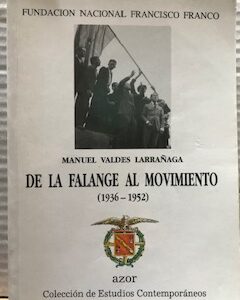 FUNDACION NACIONAL FRANCISCO FRANCO
MANUEL VALDES LARRAÑAGA
DE LA FALANGE AL MOVIMIENTO
(1936 – 1952)
azor
Colección de Estudios Contemporáneos